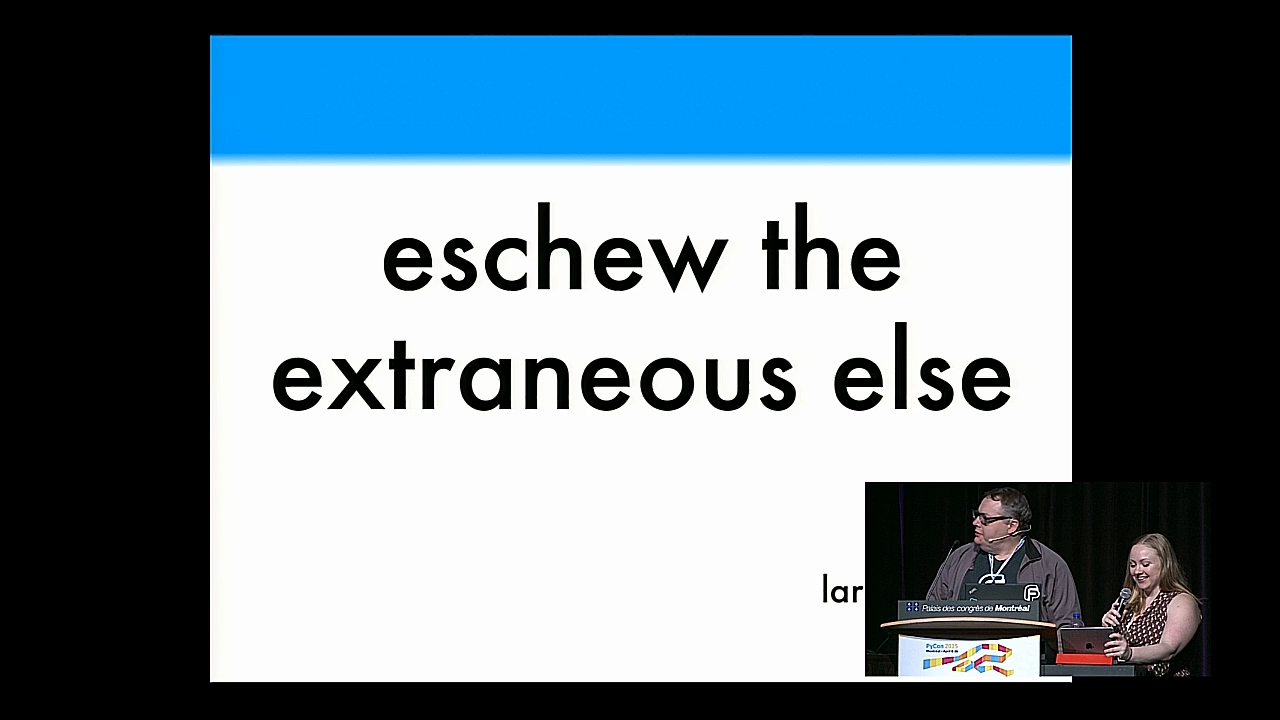 eschew the
extraneous else
lar
Palais des congrès de Montréal
PyCon 2015